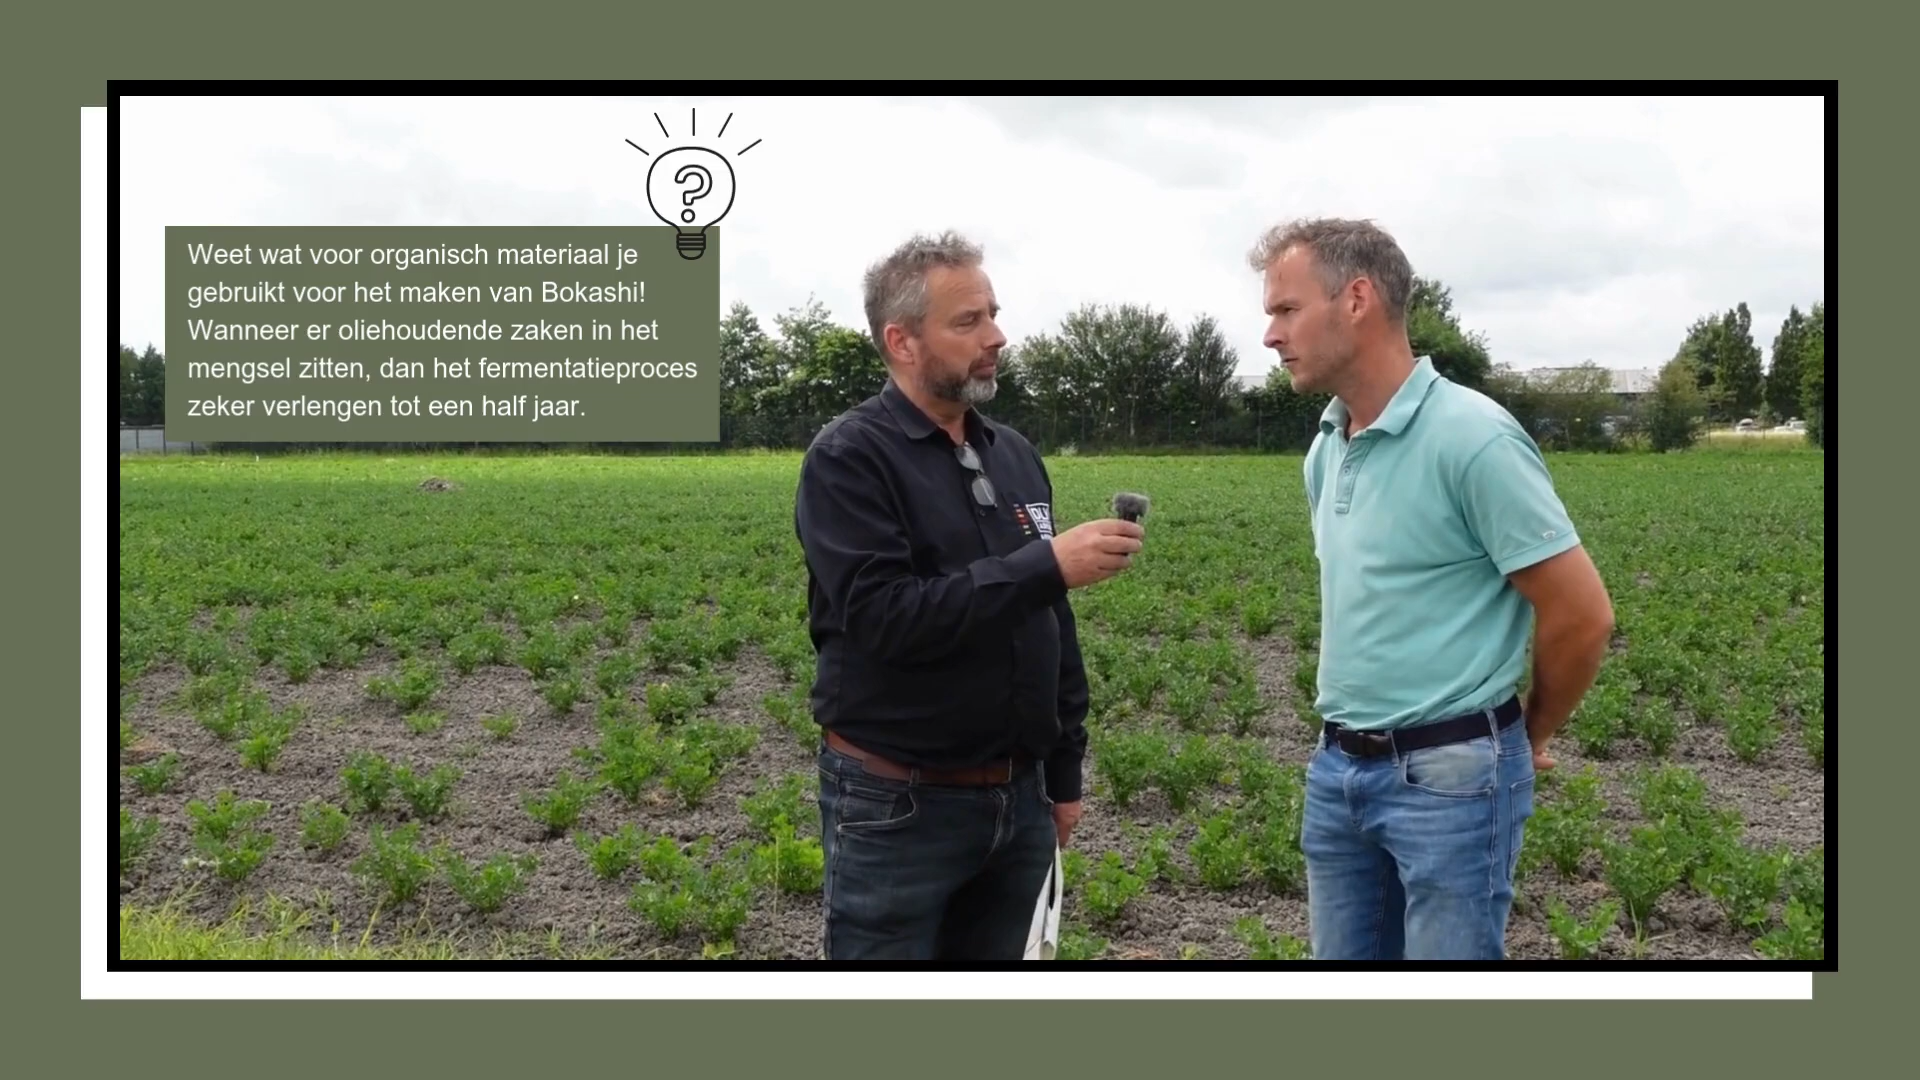 Weet wat voor organisch materiaal je
gebruikt voor het maken van Bokashi!
Wanneer er oliehoudende zaken in het
mengsel zitten, dan het fermentatieproces
zeker verlengen tot een half jaar.